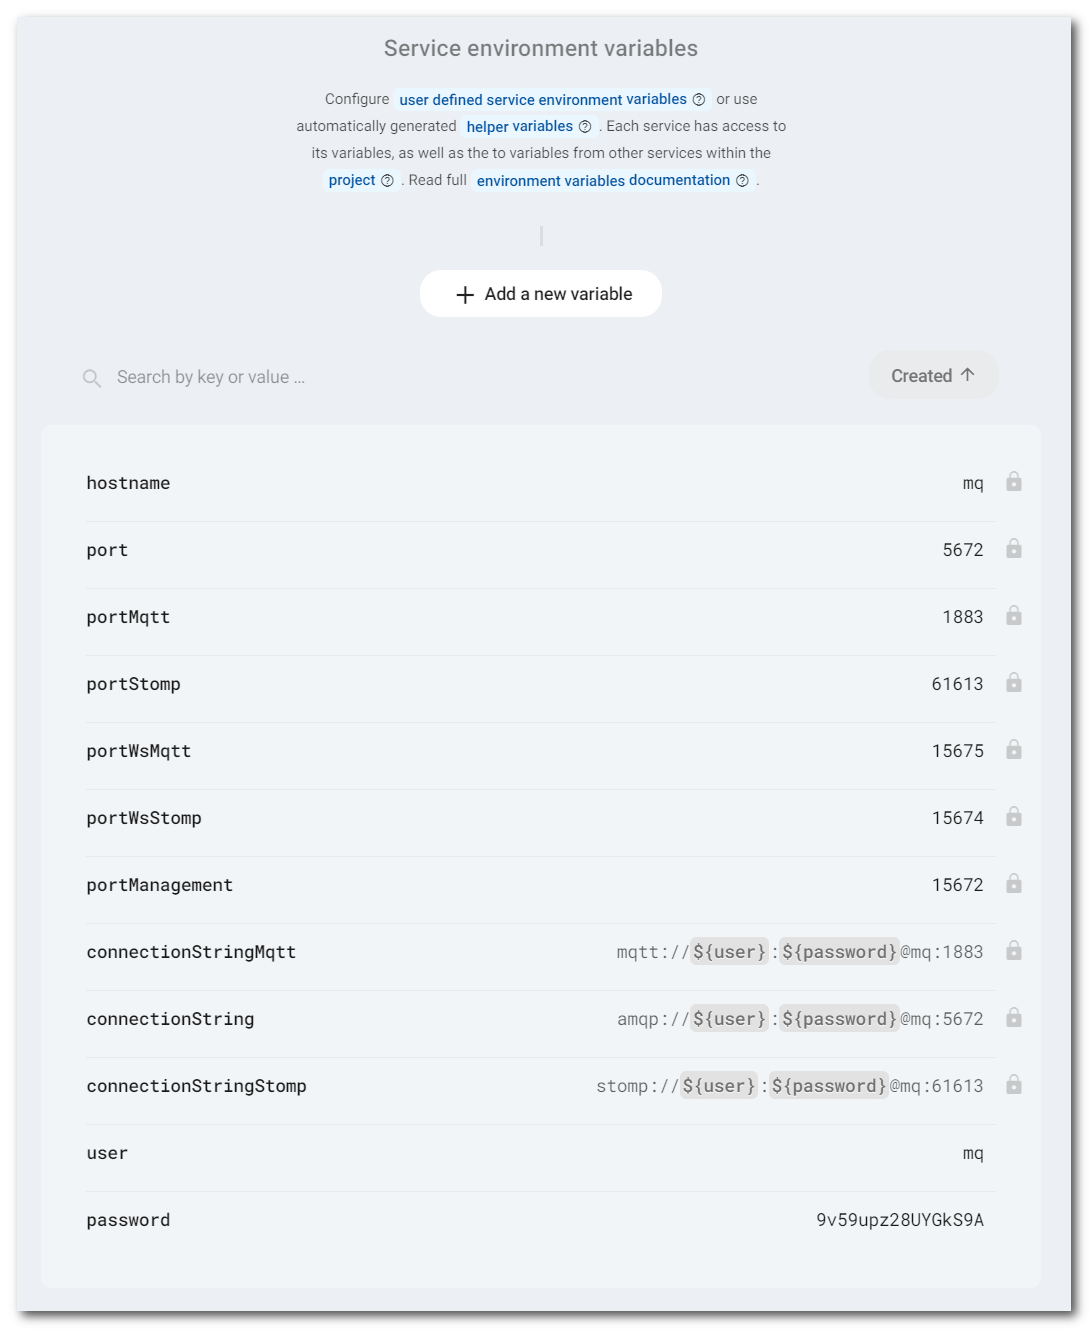 Service environment variables
Configure user defined service environment variables or use
automatically generated helper variables . Each service has access to
its variables, as well as the to variables from other services within the
project . Read full environment variables documentation .
Add a new variable
Search by key or value ...
Created
hostname mq
port 5672
portMqtt 1883
portStomp 61613
portWsMqtt 15675
portWsStomp 15674
portManagement 15672
connectionStringMqtt mqtt://${user}:${password}@mq:1883
connectionString amqp://${user}:${password}@mq:5672
connectionStringStomp stomp://${user}:${password}@mq:61613
user mq
password 9v59upz28UYGkS9A